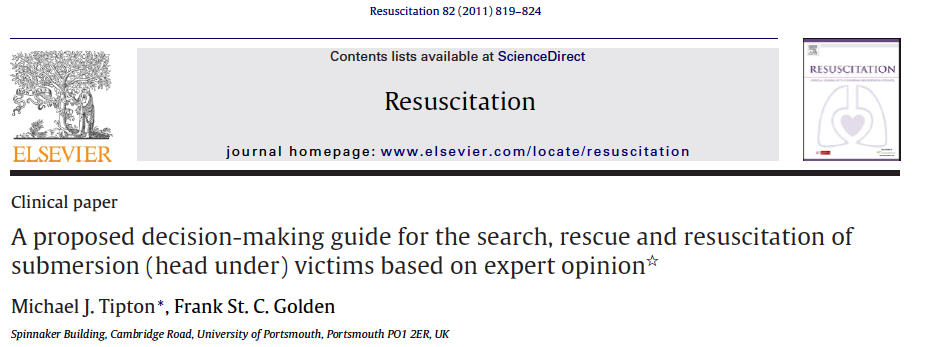 Resuscitation 82 (2011) 819–824
Contents lists available at ScienceDirect
Resuscitation
journal homepage: www.elsevier.com/locate/resuscitation
ELSEVIER
RESUSCITATION
Clinical paper
A proposed decision-making guide for the search, rescue and resuscitation of
submersion (head under) victims based on expert opinion☆
Michael J. Tipton*, Frank St. C. Golden
Spinnaker Building, Cambridge Road, University of Portsmouth, Portsmouth PO1 2ER, UK